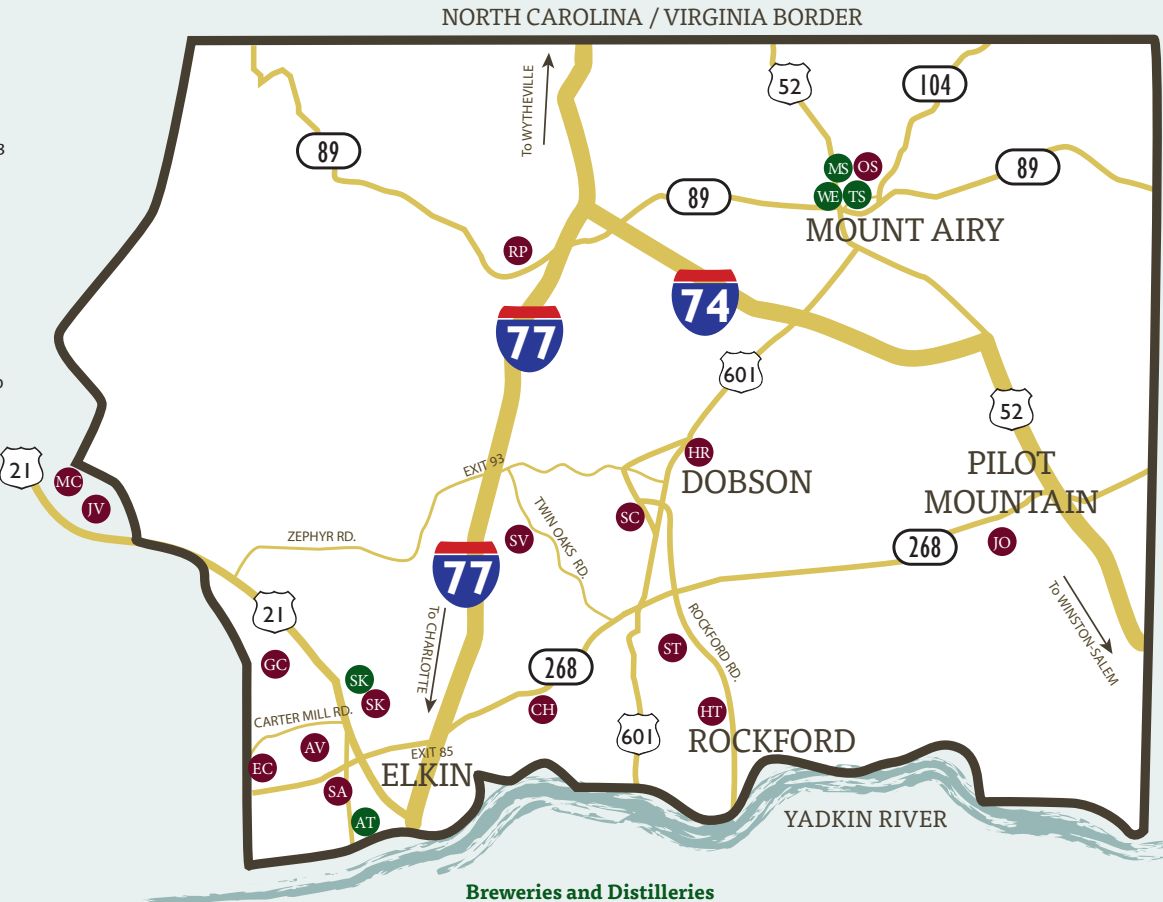 NORTH CAROLINA / VIRGINIA BORDER
To WYTHEVILLE
52
104
89
89
89
MS
OS
WE
TS
MOUNT AIRY
RP
74
77
601
52
21
MC
JV
EXIT 93
HR
DOBSON
PILOT
MOUNTAIN
SC
ZEPHYR RD.
SV
TWIN OAKS RD.
268
JO
77
To WINSTON-SALEM
21
To CHARLOTTE
ROCKFORD RD.
GC
SK
SK
268
ST
CARTER MILL RD.
CH
HT
AV
EC
EXIT 85
601
ROCKFORD
ELKIN
SA
AT
YADKIN RIVER
Breweries and Distilleries